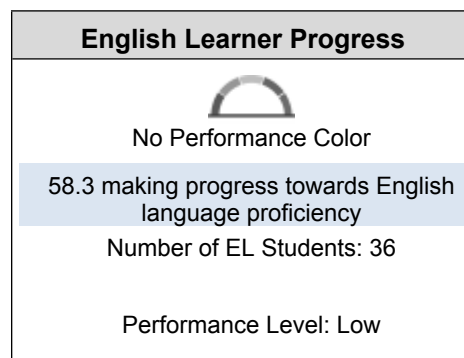 English Learner Progress
No Performance Color
58.3 making progress towards English
language proficiency
Number of EL Students: 36
Performance Level: Low